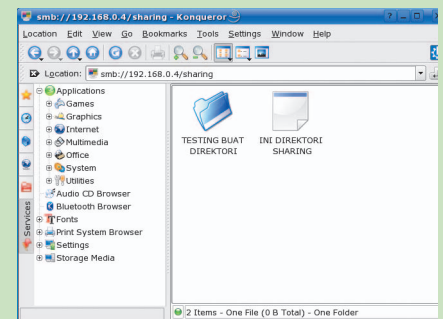 smb://192.168.0.4/sharing - Konqueror
Location Edit View Go Bookmarks Tools Settings Window Help
Location: smb://192.168.0.4/sharing
Services
Applications
Games
Graphics
Internet
Multimedia
Office
System
Utilities
Audio CD Browser
Bluetooth Browser
Fonts
Print System Browser
Settings
Storage Media
TESTING BUAT
DIREKTORI
INI DIREKTORI
SHARING
2 Items - One File (0 B Total) - One Folder